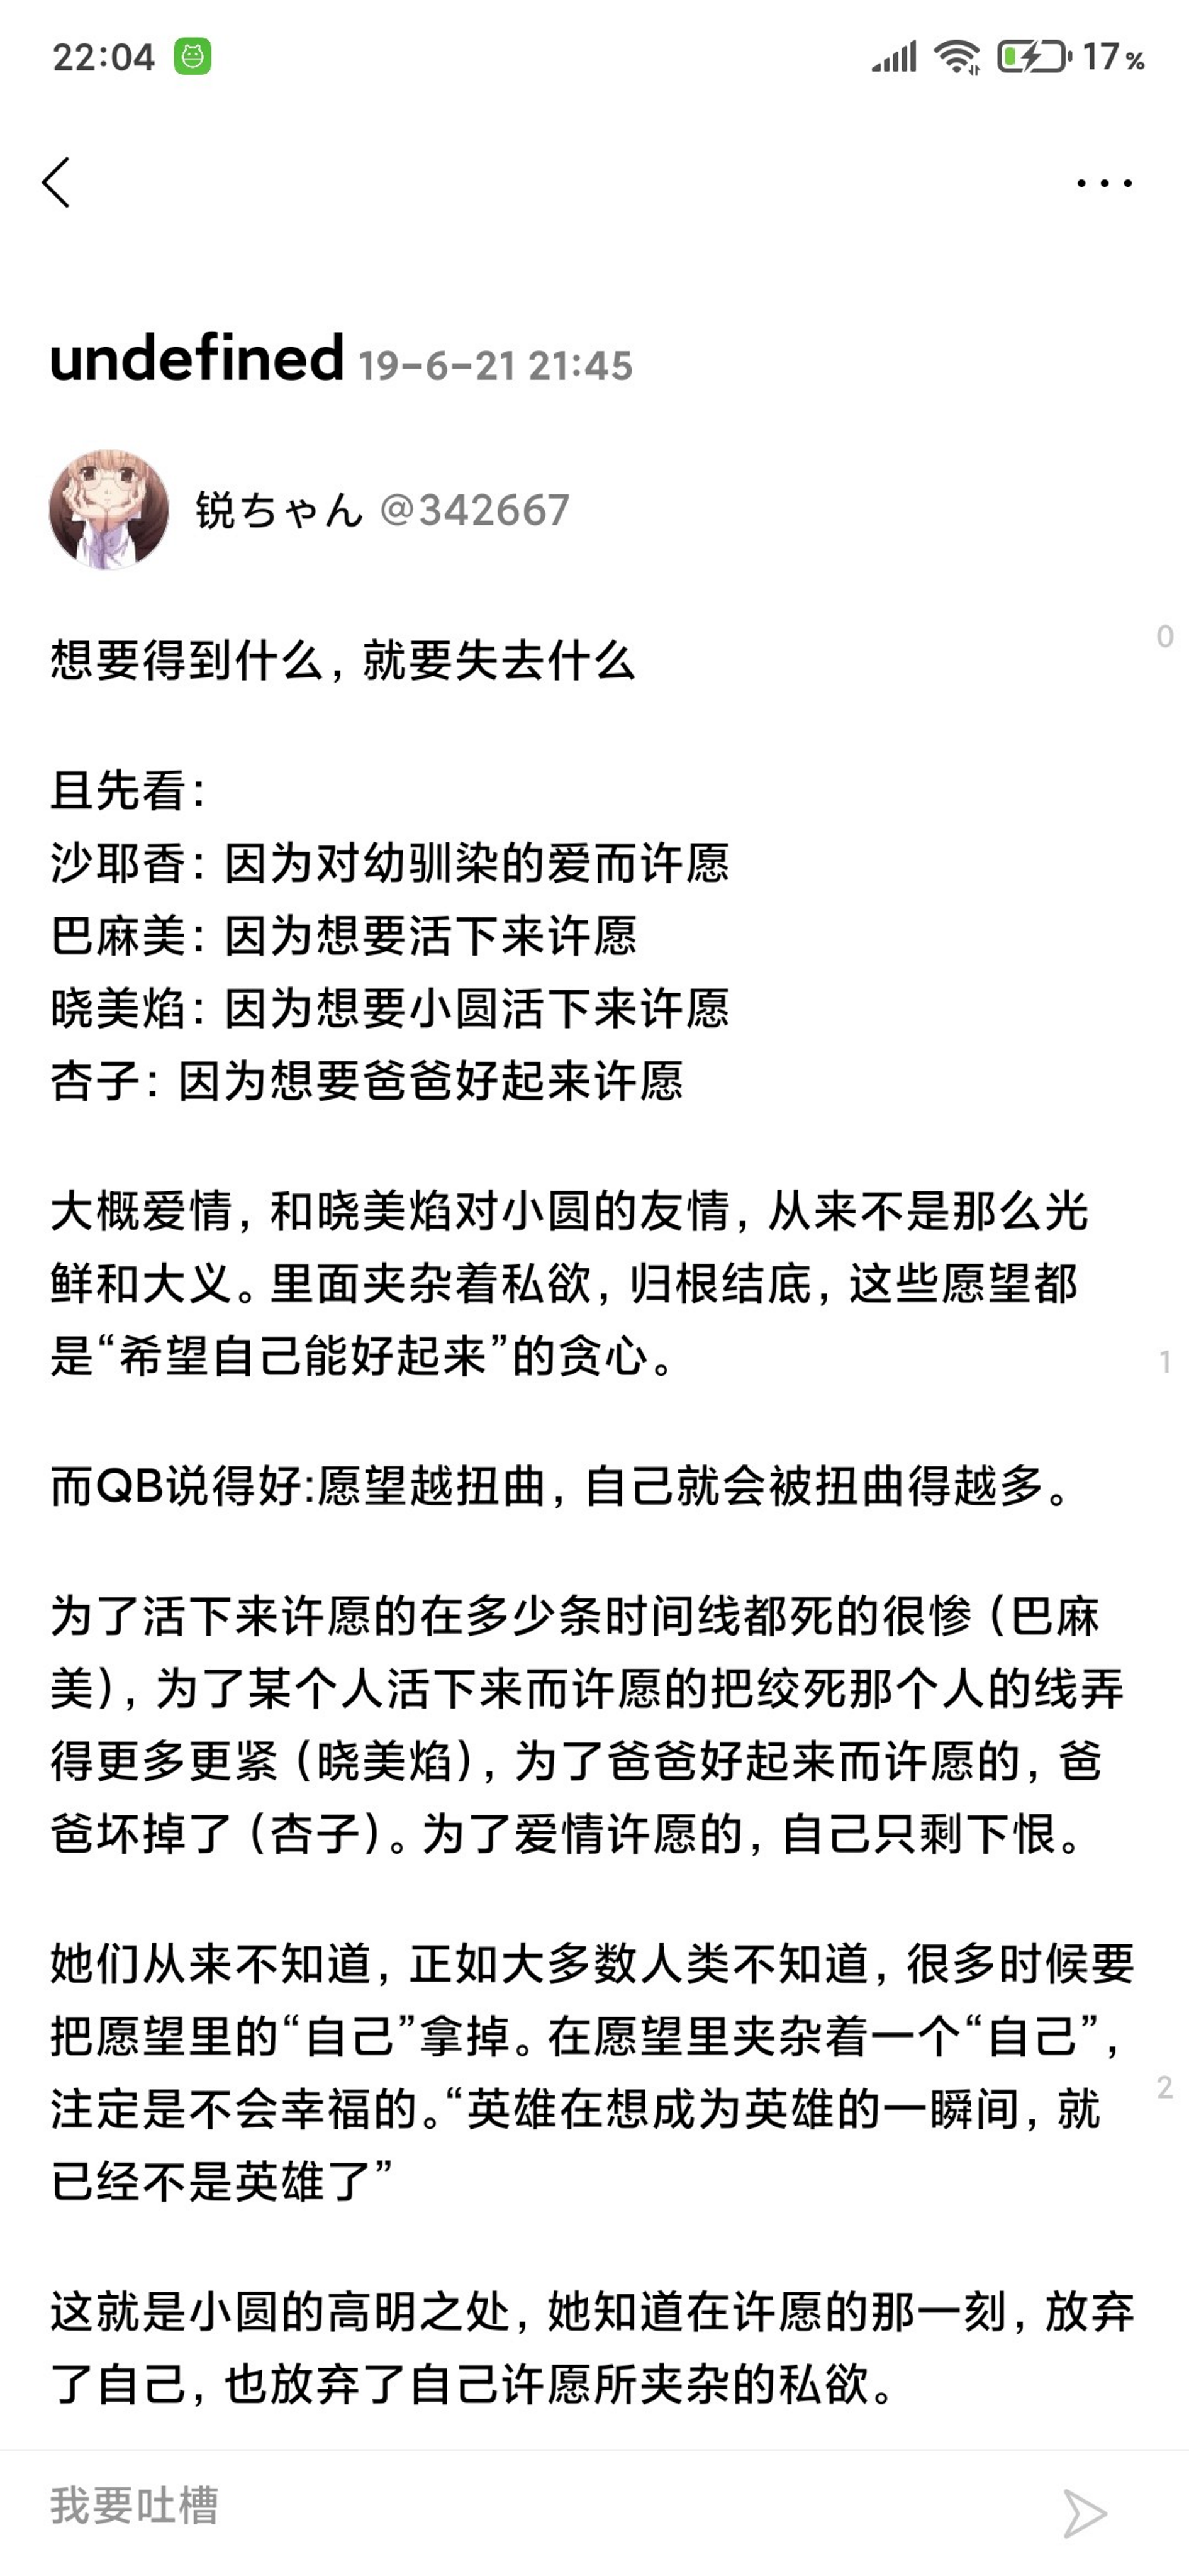 22:04
17%
undefined 19-6-21 21:45
锐ちゃん @342667
0
想要得到什么，就要失去什么
且先看：
沙耶香：因为对幼驯染的爱而许愿
巴麻美：因为想要活下来许愿
晓美焰：因为想要小圆活下来许愿
杏子：因为想要爸爸好起来许愿
大概爱情，和晓美焰对小圆的友情，从来不是那么光
鲜和大义。里面夹杂着私欲，归根结底，这些愿望都
是“希望自己能好起来”的贪心。
1
而QB说得好:愿望越扭曲，自己就会被扭曲得越多。
为了活下来许愿的在多少条时间线都死的很惨（巴麻
美），为了某个人活下来而许愿的把绞死那个人的线弄
得更多更紧（晓美焰），为了爸爸好起来而许愿的，爸
爸坏掉了（杏子）。为了爱情许愿的，自己只剩下恨。
她们从来不知道，正如大多数人类不知道，很多时候要
把愿望里的“自己”拿掉。在愿望里夹杂着一个“自己”，
注定是不会幸福的。“英雄在想成为英雄的一瞬间，就
2
已经不是英雄了”
这就是小圆的高明之处，她知道在许愿的那一刻，放弃
了自己，也放弃了自己许愿所夹杂的私欲。
我要吐槽